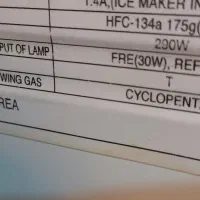 1.4A,(ICE MAKER IN
HFC-134a 175g(
290W
PUT OF LAMP FRE(30W), REF
T
WING GAS CYCLOPENT
REA